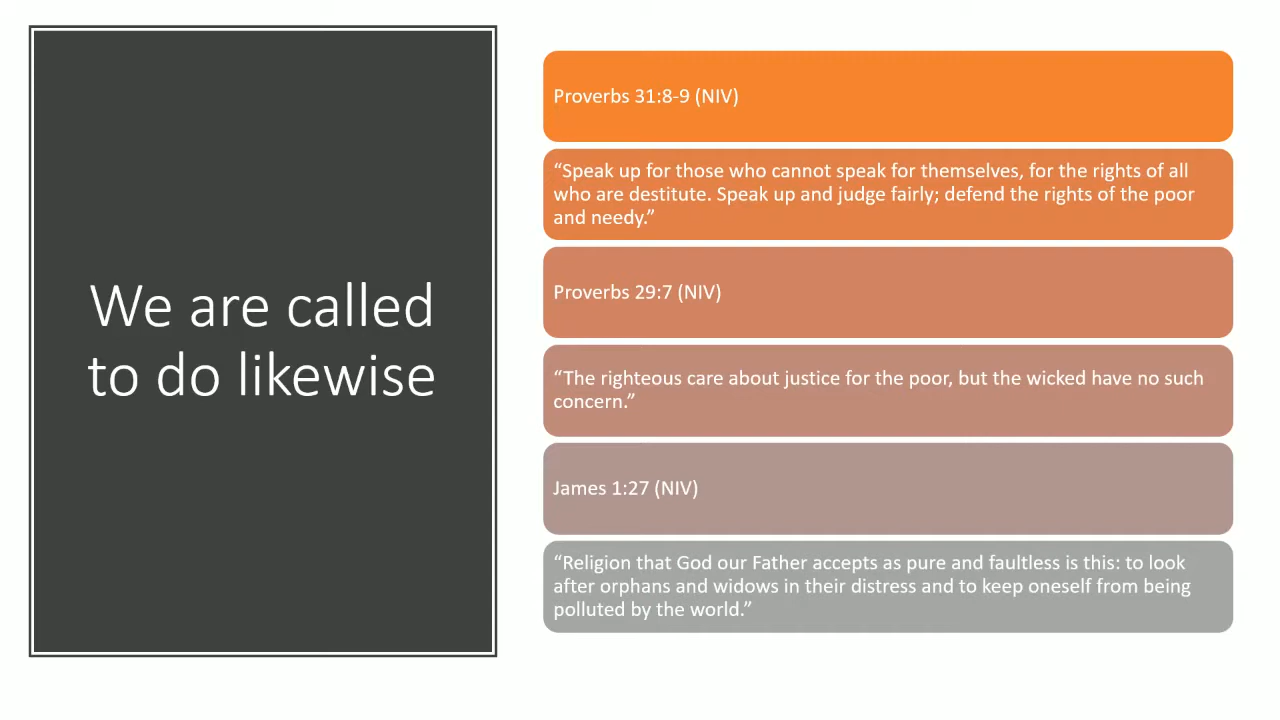 We are called
to do likewise
Proverbs 31:8-9 (NIV)
“Speak up for those who cannot speak for themselves, for the rights of all
who are destitute. Speak up and judge fairly; defend the rights of the poor
and needy.”
Proverbs 29:7 (NIV)
“The righteous care about justice for the poor, but the wicked have no such
concern.”
James 1:27 (NIV)
“Religion that God our Father accepts as pure and faultless is this: to look
after orphans and widows in their distress and to keep oneself from being
polluted by the world.”